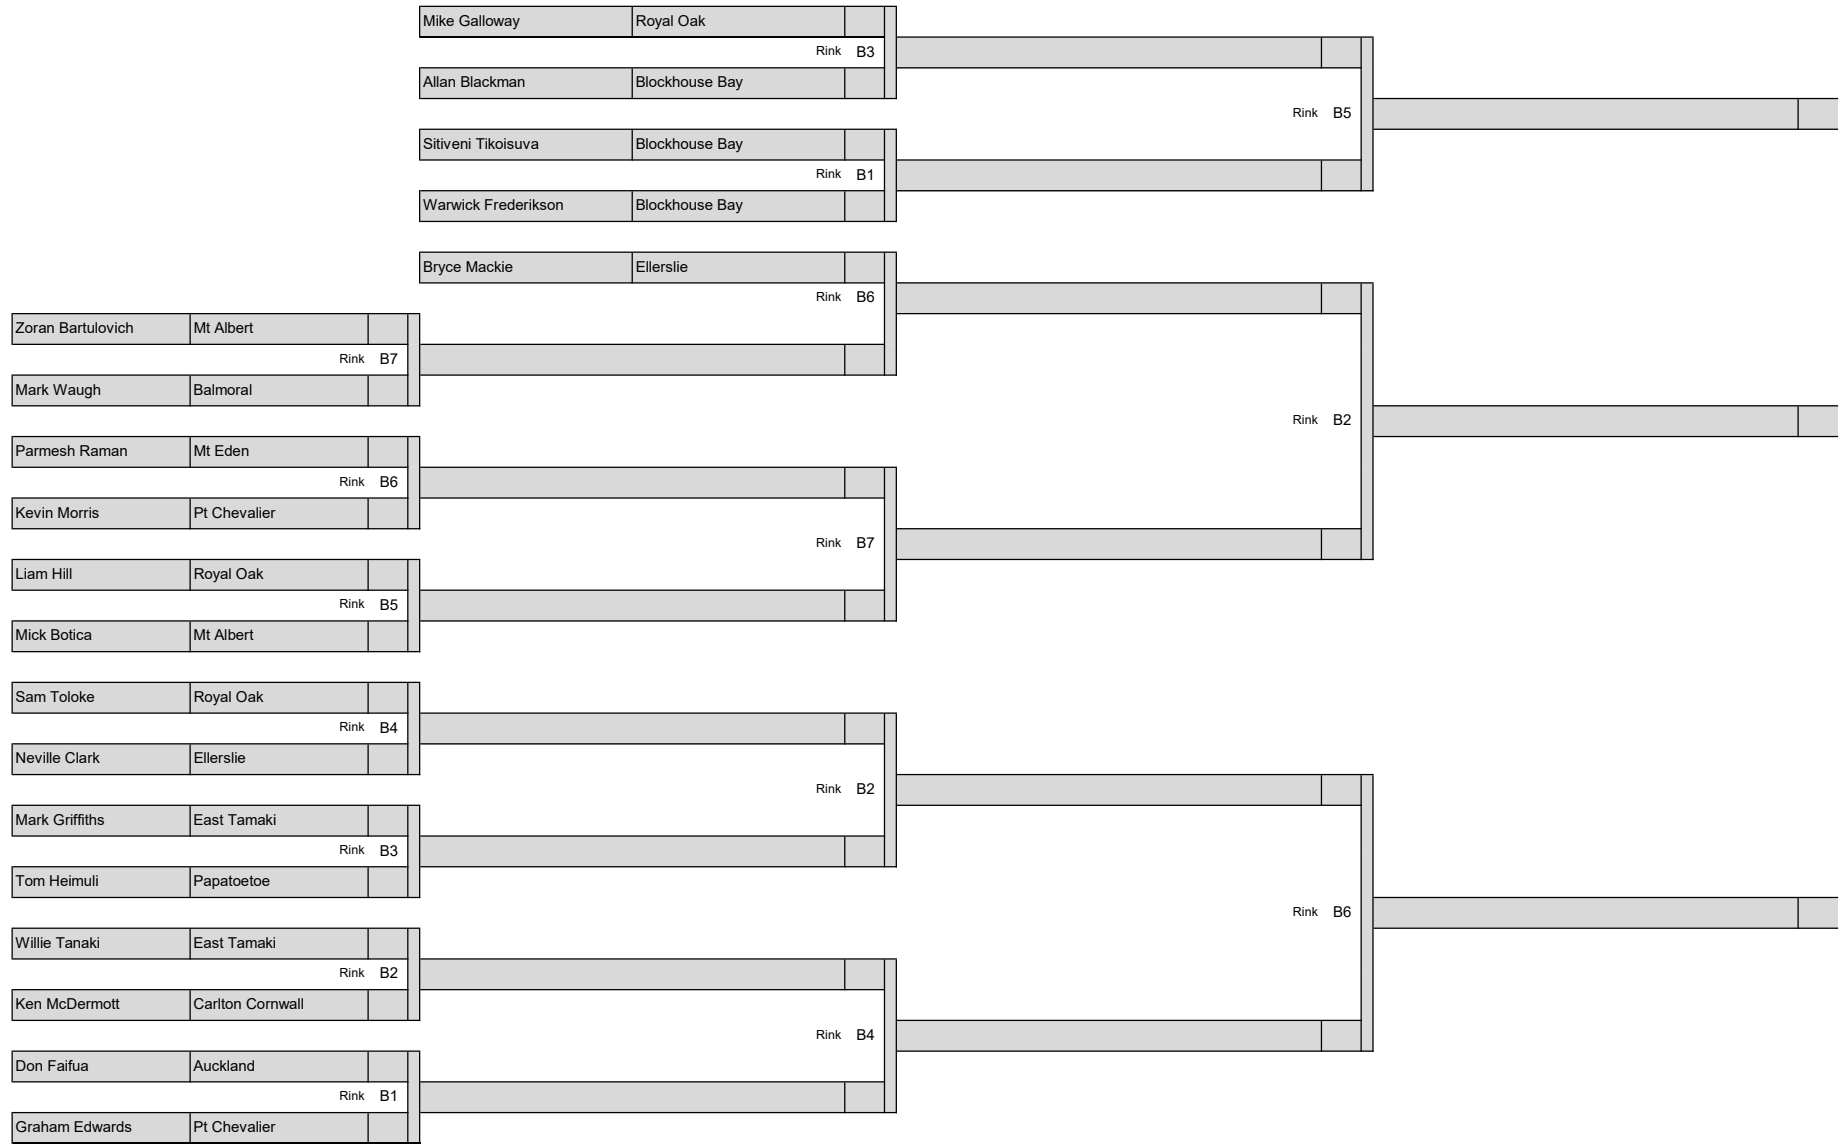 Mike Galloway Royal Oak
Rink B3
Allan Blackman Blockhouse Bay
Rink B5
Sitiveni Tikoisuva Blockhouse Bay
Rink B1
Warwick Frederikson Blockhouse Bay
Bryce Mackie Ellerslie
Rink B6
Zoran Bartulovich Mt Albert
Rink B7
Mark Waugh Balmoral
Rink B2
Parmesh Raman Mt Eden
Rink B6
Kevin Morris Pt Chevalier
Rink B7
Liam Hill Royal Oak
Rink B5
Mick Botica Mt Albert
Sam Toloke Royal Oak
Rink B4
Neville Clark Ellerslie
Rink B2
Mark Griffiths East Tamaki
Rink B3
Tom Heimuli Papatoetoe
Rink B6
Willie Tanaki East Tamaki
Rink B2
Ken McDermott Carlton Cornwall
Rink B4
Don Faifua Auckland
Rink B1
Graham Edwards Pt Chevalier